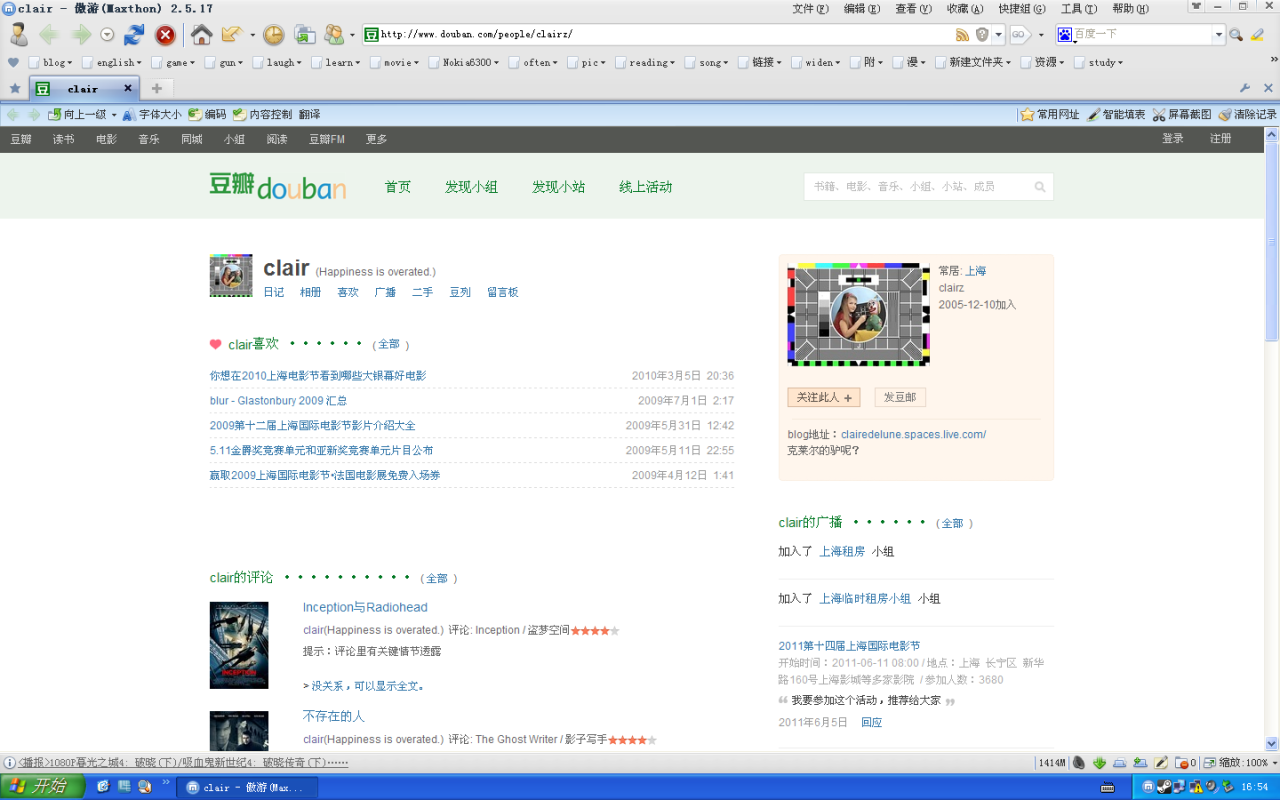 clair - 傲游(Maxthon) 2.5.17
文件(F) 编辑(E) 查看(V) 收藏(A) 快捷组(G) 工具(T) 帮助(H)
http://www.douban.com/people/clairz/ GO 百度一下
blog english game gun laugh learn movie Nokia6300 often pic reading song 链接 widen 附 漫 新建文件夹 资源 study
clair
向上一级 字体大小 编码 内容控制 翻译 常用网址 智能填表 屏幕截图 清除记录
豆瓣 读书 电影 音乐 同城 小组 阅读 豆瓣FM 更多 登录 注册
豆瓣douban 首页 发现小组 发现小站 线上活动 书籍、电影、音乐、小组、小站、成员
clair (Happiness is overated.)
日记 相册 喜欢 广播 二手 豆列 留言板
clair喜欢 · · · · · · ( 全部 )
你想在2010上海电影节看到哪些大银幕好电影 2010年3月5日 20:36
blur - Glastonbury 2009 汇总 2009年7月1日 2:17
2009第十二届上海国际电影节影片介绍大全 2009年5月31日 12:42
5.11金爵奖竞赛单元和亚新奖竞赛单元片目公布 2009年5月11日 22:55
赢取2009上海国际电影节•法国电影展免费入场券 2009年4月12日 1:41
clair的评论 · · · · · · · · · · ( 全部 )
Inception与Radiohead
clair(Happiness is overated.) 评论: Inception / 盗梦空间★★★★★
提示：评论里有关键情节透露
> 没关系，可以显示全文。
INCEPTION
不存在的人
clair(Happiness is overated.) 评论: The Ghost Writer / 影子写手★★★★★
常居: 上海
clairz
2005-12-10加入
关注此人 + 发豆邮
blog地址：clairedelune.spaces.live.com/
克莱尔的驴呢?
clair的广播 · · · · · · ( 全部 )
加入了 上海租房 小组
加入了 上海临时租房小组 小组
2011第十四届上海国际电影节
开始时间：2011-06-11 08:00 / 地点：上海 长宁区 新华
路160号上海影城等多家影院 / 参加人数：3680
“ 我要参加这个活动，推荐给大家 ”
2011年6月5日 回应
<播报>1080P暮光之城4：破晓(下)/吸血鬼新世纪4：破晓传奇(下)······ 1414M 0 缩放:100%
开始 clair - 傲游(Max... 16:54